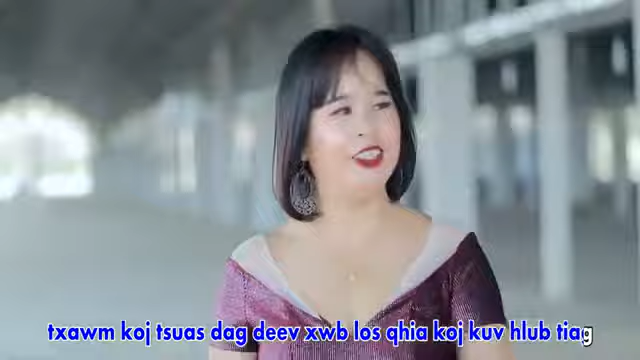 txawm koj tsuas dag deev xwb los qhia koj kuv hlub tiag